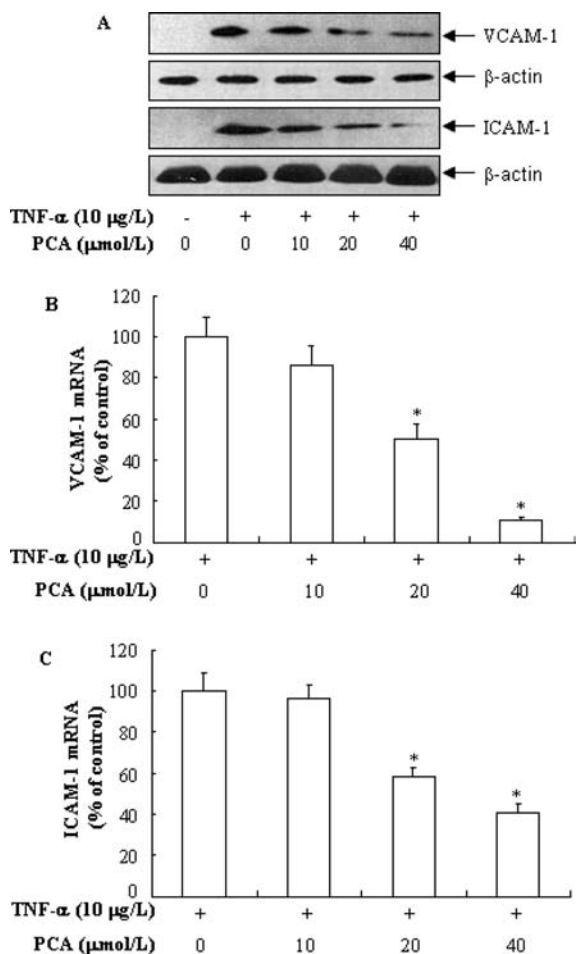 A
VCAM-1
β-actin
ICAM-1
β-actin
TNF-α (10 µg/L) - + + + +
PCA (µmol/L) 0 0 10 20 40
B
VCAM-1 mRNA
(% of control)
120
100
80
60
40
20
0
*
*
TNF-α (10 µg/L) + + + +
PCA (µmol/L) 0 10 20 40
C
ICAM-1 mRNA
(% of control)
120
100
80
60
40
20
0
*
*
TNF-α (10 µg/L) + + + +
PCA (µmol/L) 0 10 20 40